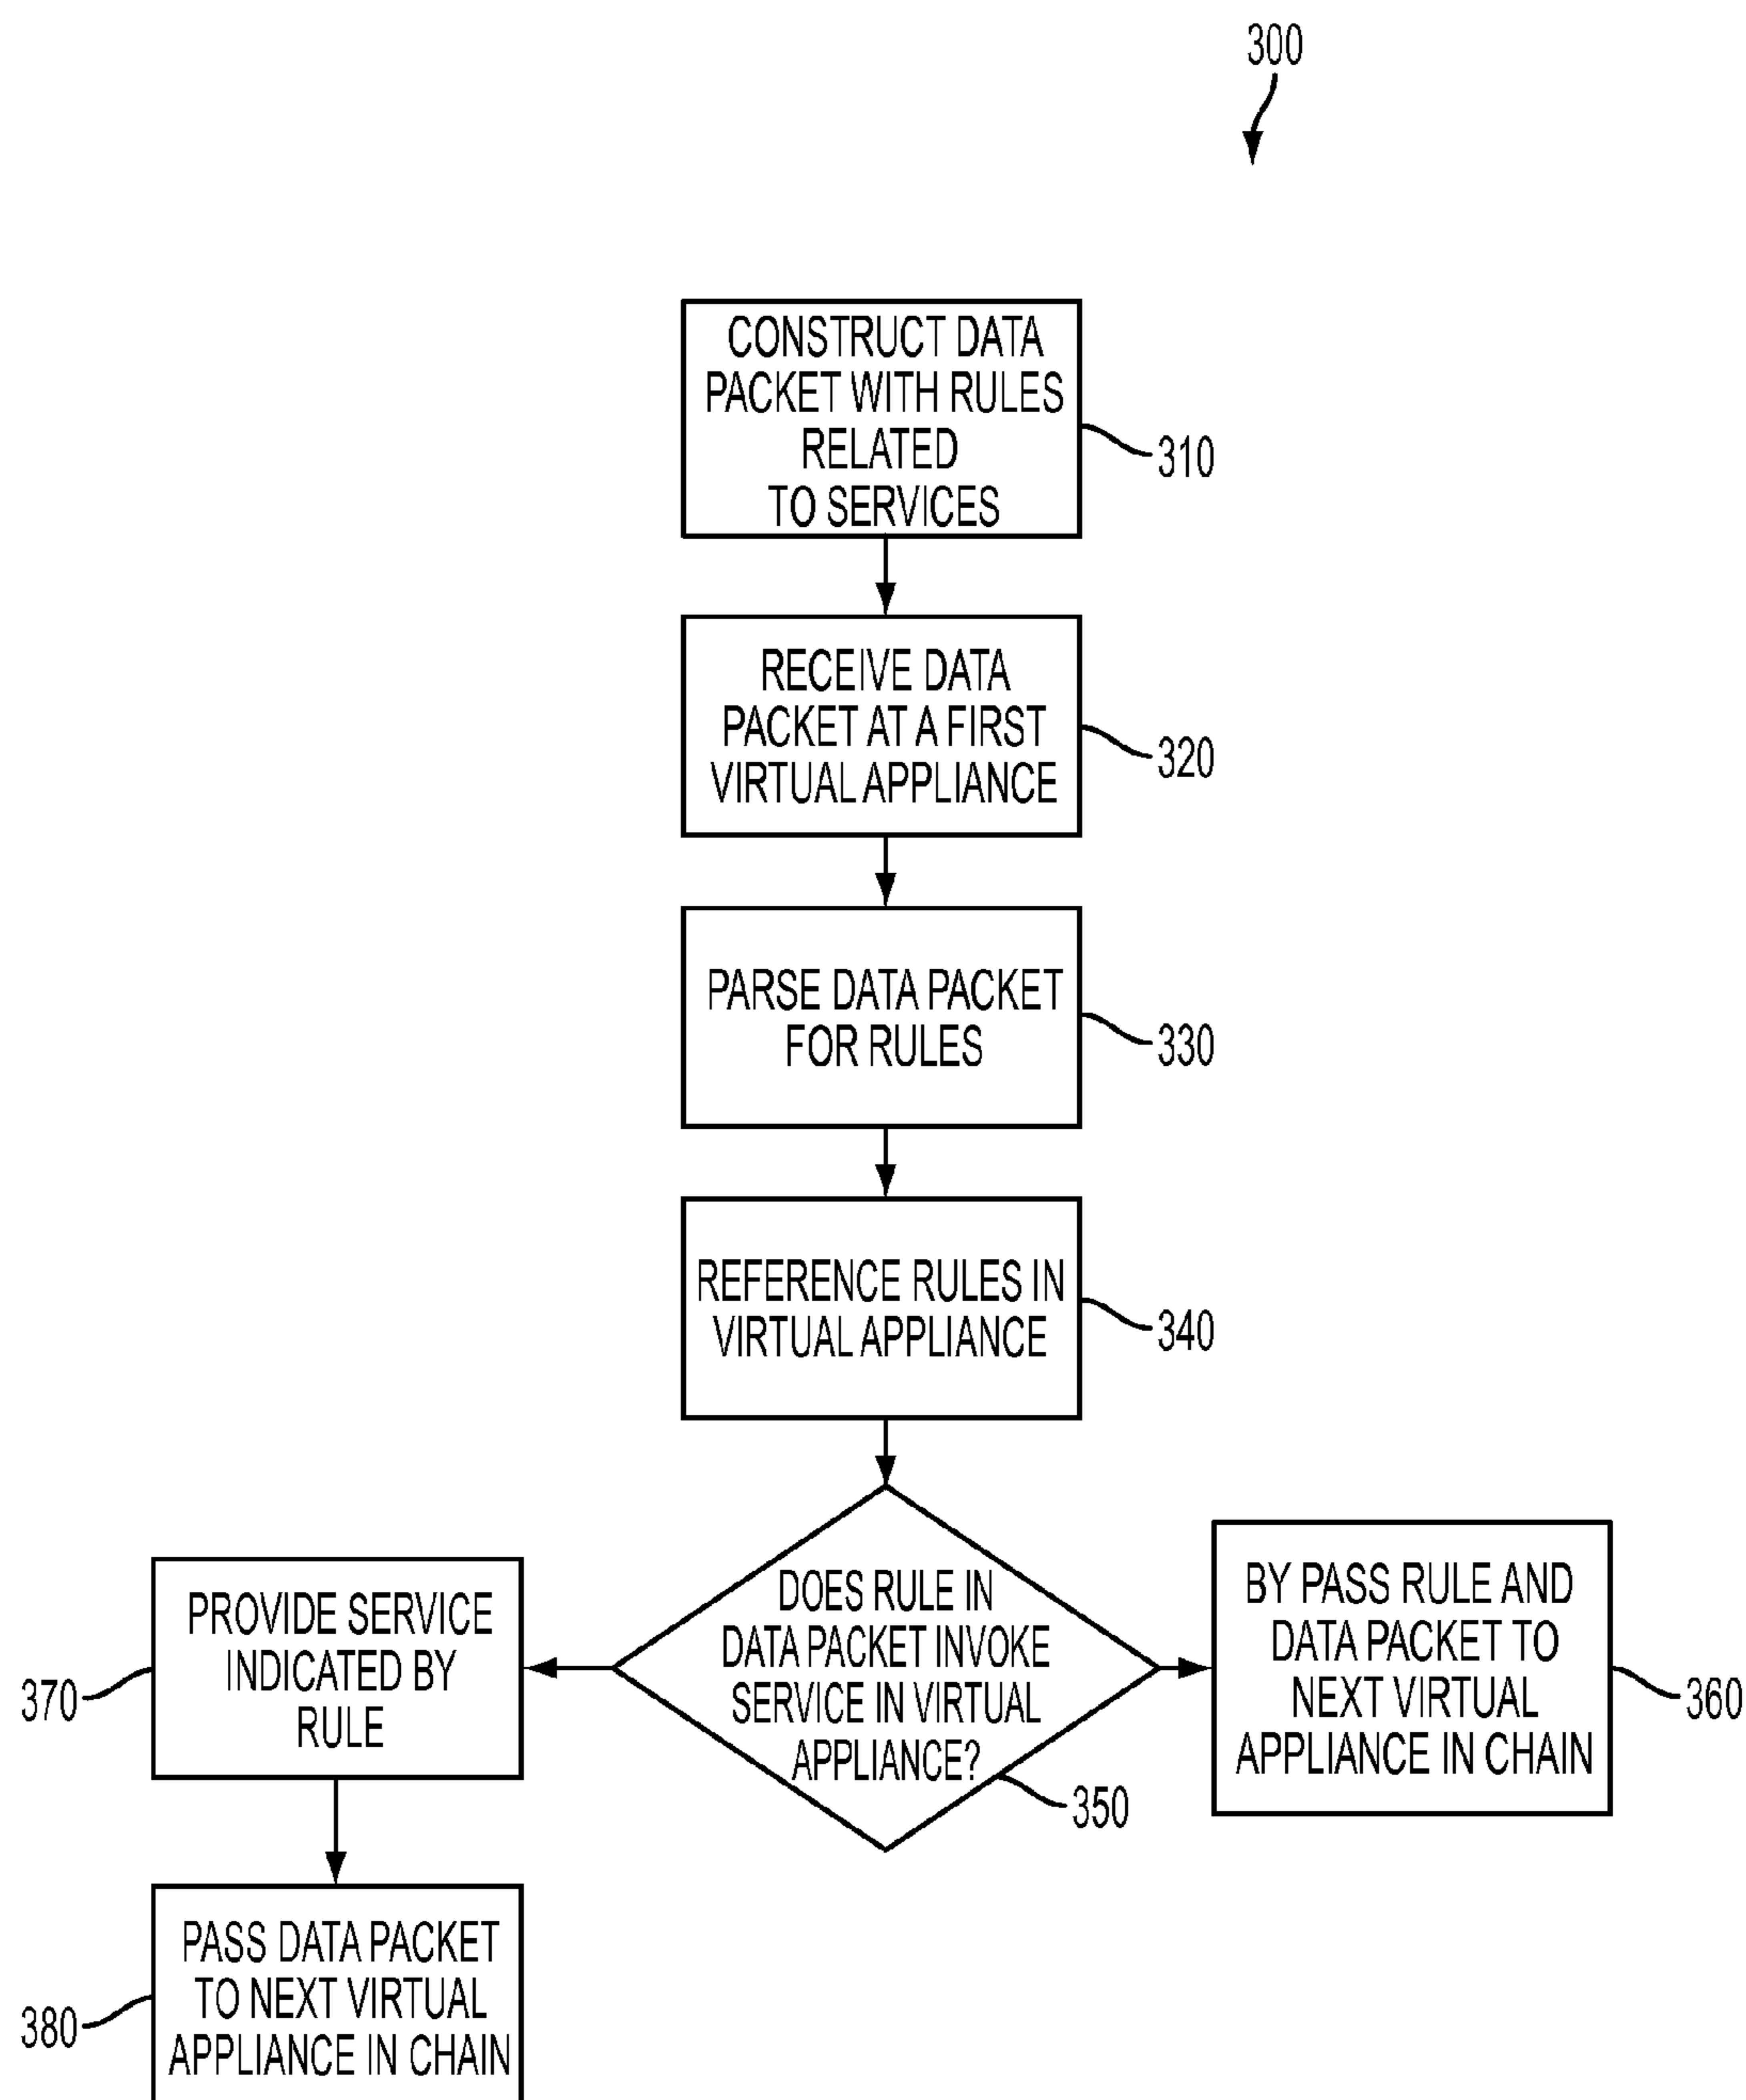 300
CONSTRUCT DATA
PACKET WITH RULES
RELATED
TO SERVICES
310
RECEIVE DATA
PACKET AT A FIRST
VIRTUAL APPLIANCE
320
PARSE DATA PACKET
FOR RULES
330
REFERENCE RULES IN
VIRTUAL APPLIANCE
340
DOES RULE IN
DATA PACKET INVOKE
SERVICE IN VIRTUAL
APPLIANCE?
350
BY PASS RULE AND
DATA PACKET TO
NEXT VIRTUAL
APPLIANCE IN CHAIN
360
PROVIDE SERVICE
INDICATED BY
RULE
370
PASS DATA PACKET
TO NEXT VIRTUAL
APPLIANCE IN CHAIN
380